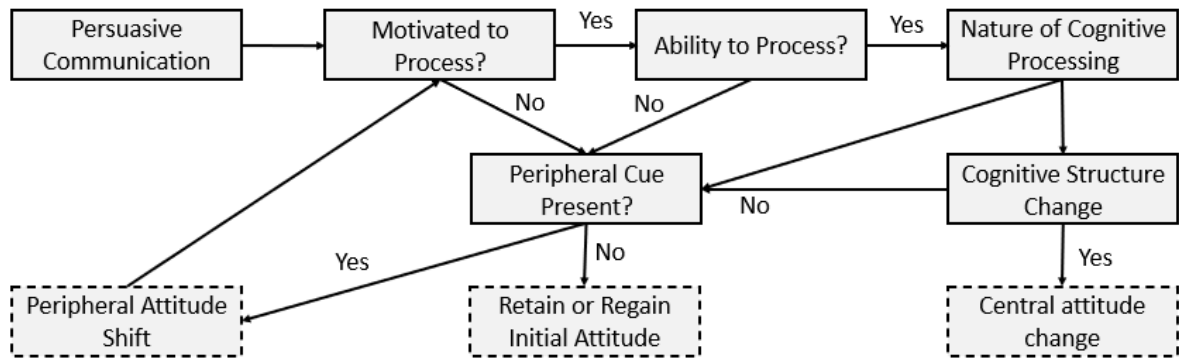 Persuasive
Communication
Motivated to
Process?
Yes
Ability to Process?
Yes
Nature of Cognitive
Processing
No
No
Peripheral Cue
Present?
No
Cognitive Structure
Change
Yes
No
Yes
Peripheral Attitude
Shift
Retain or Regain
Initial Attitude
Central attitude
change